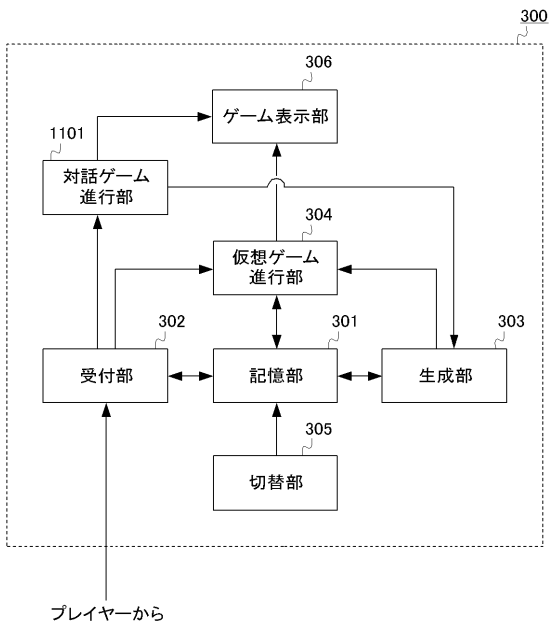 300
306
ゲーム表示部
1101
対話ゲーム
進行部
304
仮想ゲーム
進行部
302
受付部
301
記憶部
303
生成部
305
切替部
プレイヤーから